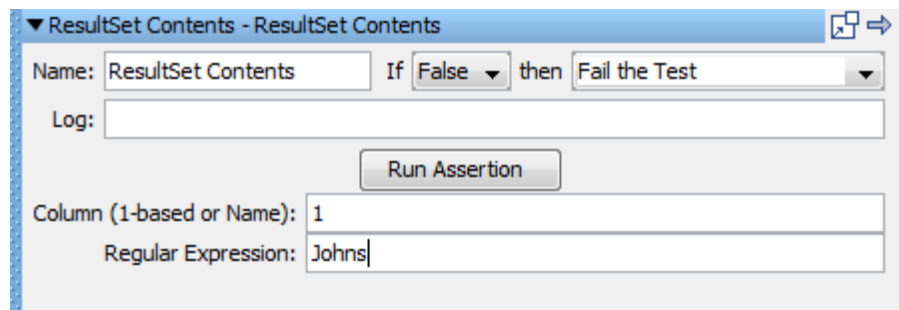 ResultSet Contents - ResultSet Contents
Name: ResultSet Contents If False then Fail the Test
Log:
Run Assertion
Column (1-based or Name): 1
Regular Expression: Johns